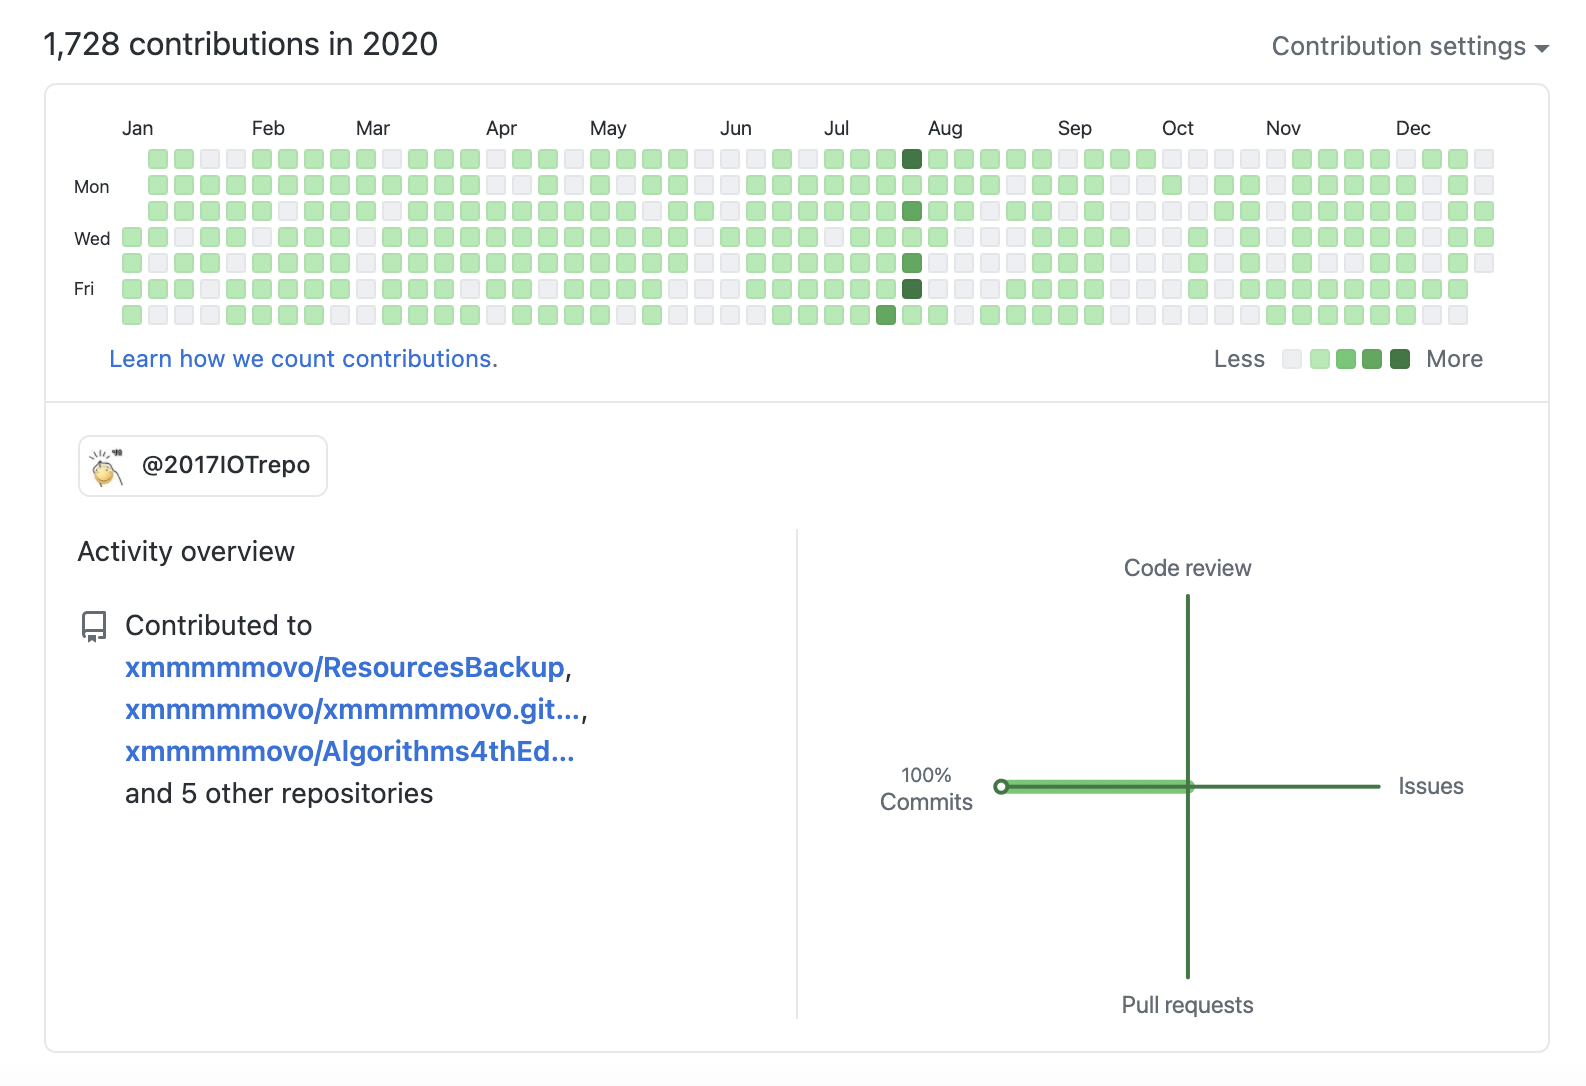 1,728 contributions in 2020
Contribution settings
Jan Feb Mar Apr May Jun Jul Aug Sep Oct Nov Dec
Mon
Wed
Fri
Learn how we count contributions.
Less More
@2017IOTrepo
Activity overview
Contributed to
xmmmmmovo/ResourcesBackup,
xmmmmmovo/xmmmmmovo.git...,
xmmmmmovo/Algorithms4thEd...
and 5 other repositories
Code review
100%
Commits
Issues
Pull requests